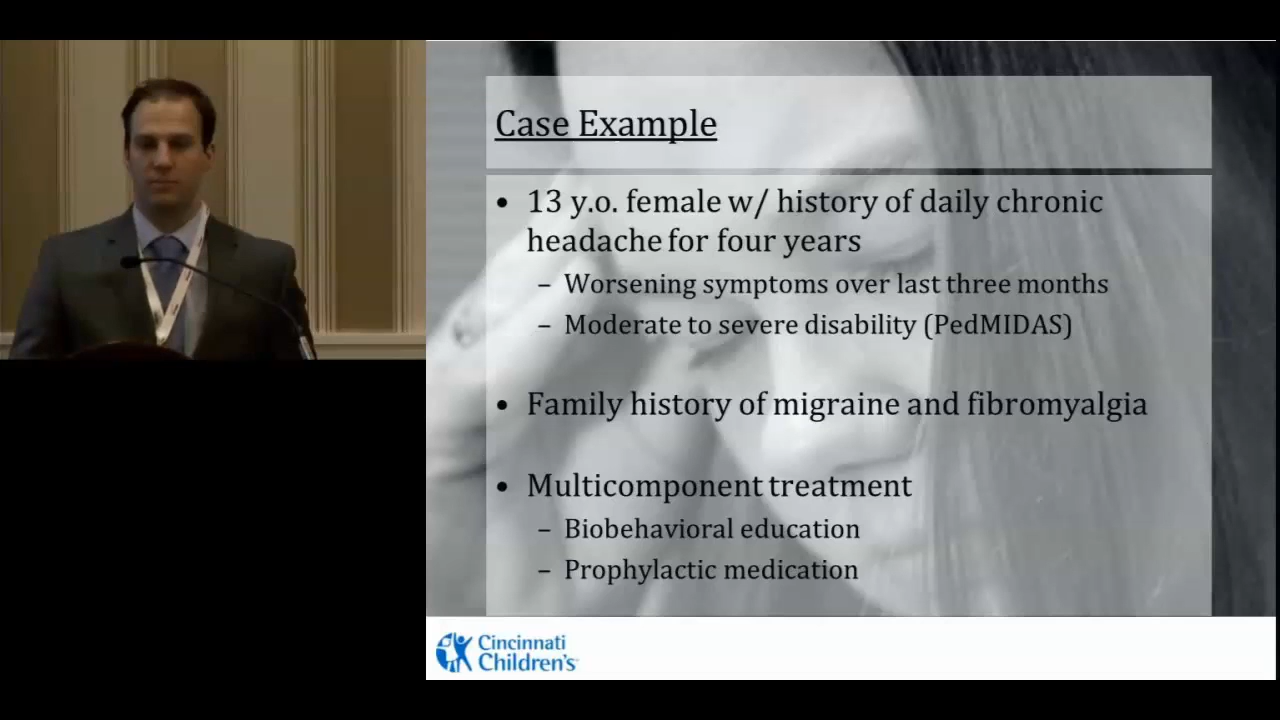 Case Example
• 13 y.o. female w/ history of daily chronic
headache for four years
– Worsening symptoms over last three months
– Moderate to severe disability (PedMIDAS)
• Family history of migraine and fibromyalgia
• Multicomponent treatment
– Biobehavioral education
– Prophylactic medication
Cincinnati
Children's